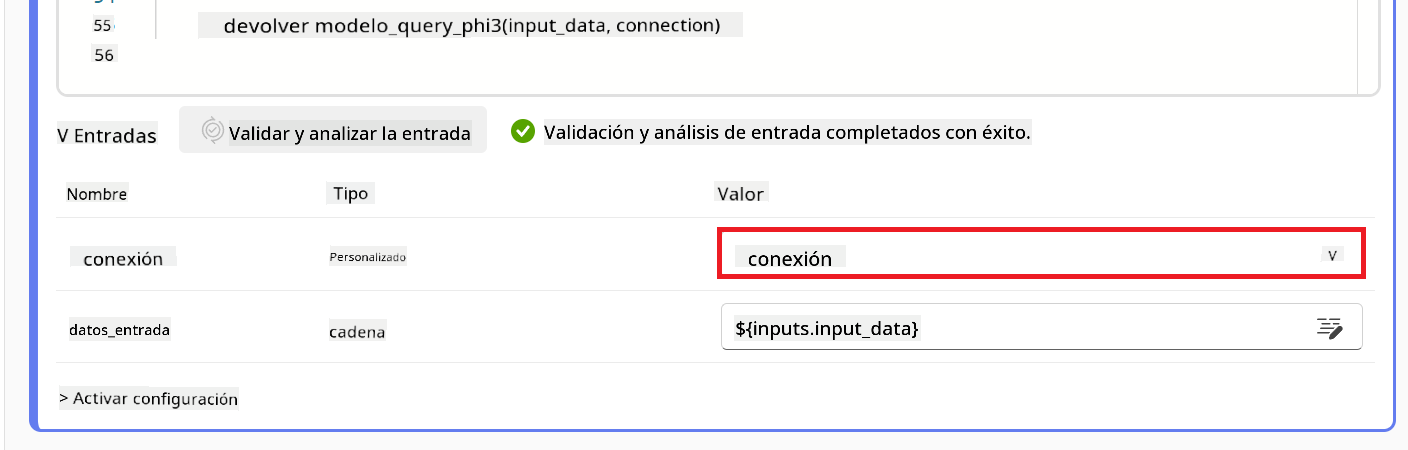 55 devolver modelo_query_phi3(input_data, connection)
56
V Entradas Validar y analizar la entrada Validación y análisis de entrada completados con éxito.
Nombre Tipo Valor
conexión Personalizado conexión V
datos_entrada cadena ${inputs.input_data}
> Activar configuración